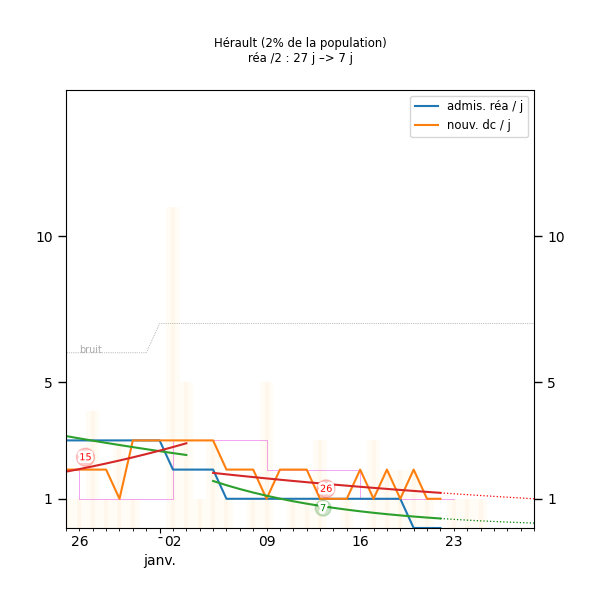 Hérault (2% de la population)
réa /2 : 27 j –> 7 j
admis. réa / j
nouv. dc / j
10
10
bruit
5
5
15
26
7
1
1
26
02
09
16
23
janv.